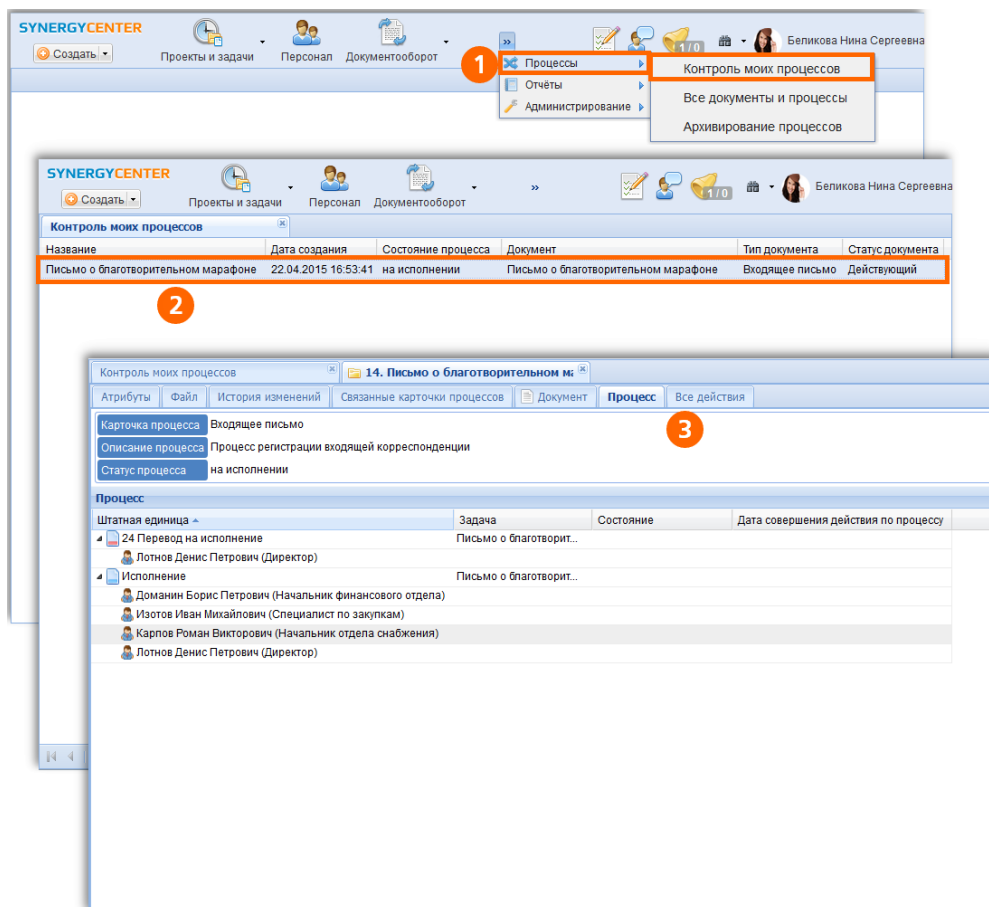 SYNERGYCENTER
Создать
Проекты и задачи
Персонал
Документооборот
»
1/0
Беликова Нина Сергеевна
1
Процессы
Отчёты
Администрирование
Контроль моих процессов
Все документы и процессы
Архивирование процессов
SYNERGYCENTER
Создать
Проекты и задачи
Персонал
Документооборот
»
1/0
Беликова Нина Сергеевна
Контроль моих процессов
Название Дата создания Состояние процесса Документ Тип документа Статус документа
Письмо о благотворительном марафоне 22.04.2015 16:53:41 на исполнении Письмо о благотворительном марафоне Входящее письмо Действующий
2
Контроль моих процессов
14. Письмо о благотворительном ма
Атрибуты Файл История изменений Связанные карточки процессов Документ Процесс Все действия
3
Карточка процесса Входящее письмо
Описание процесса Процесс регистрации входящей корреспонденции
Статус процесса на исполнении
Процесс
Штатная единица Задача Состояние Дата совершения действия по процессу
24 Перевод на исполнение Письмо о благотворит...
Лотнов Денис Петрович (Директор)
Исполнение Письмо о благотворит...
Доманин Борис Петрович (Начальник финансового отдела)
Изотов Иван Михайлович (Специалист по закупкам)
Карпов Роман Викторович (Начальник отдела снабжения)
Лотнов Денис Петрович (Директор)